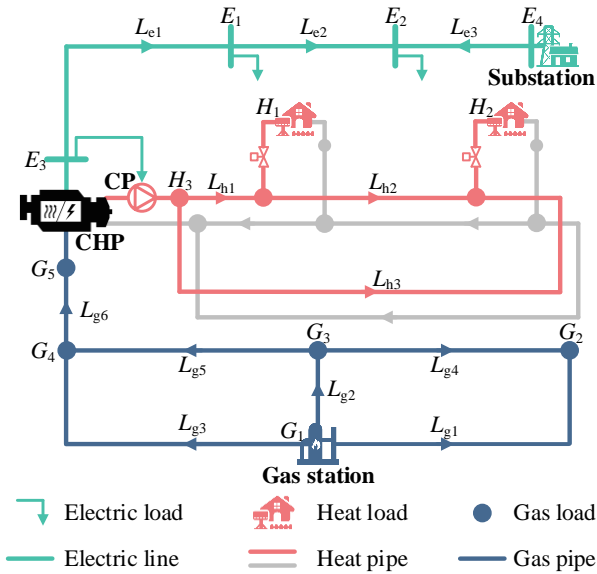 E1 E2 E4
Le1 Le2 Le3
Substation
H1 H2
E3
CP H3 Lh1 Lh2
CHP
G5 Lh3
Lg6
G4 G3 G2
Lg5 Lg4
Lg2
Lg3 G1 Lg1
Gas station
Electric load Heat load Gas load
Electric line Heat pipe Gas pipe